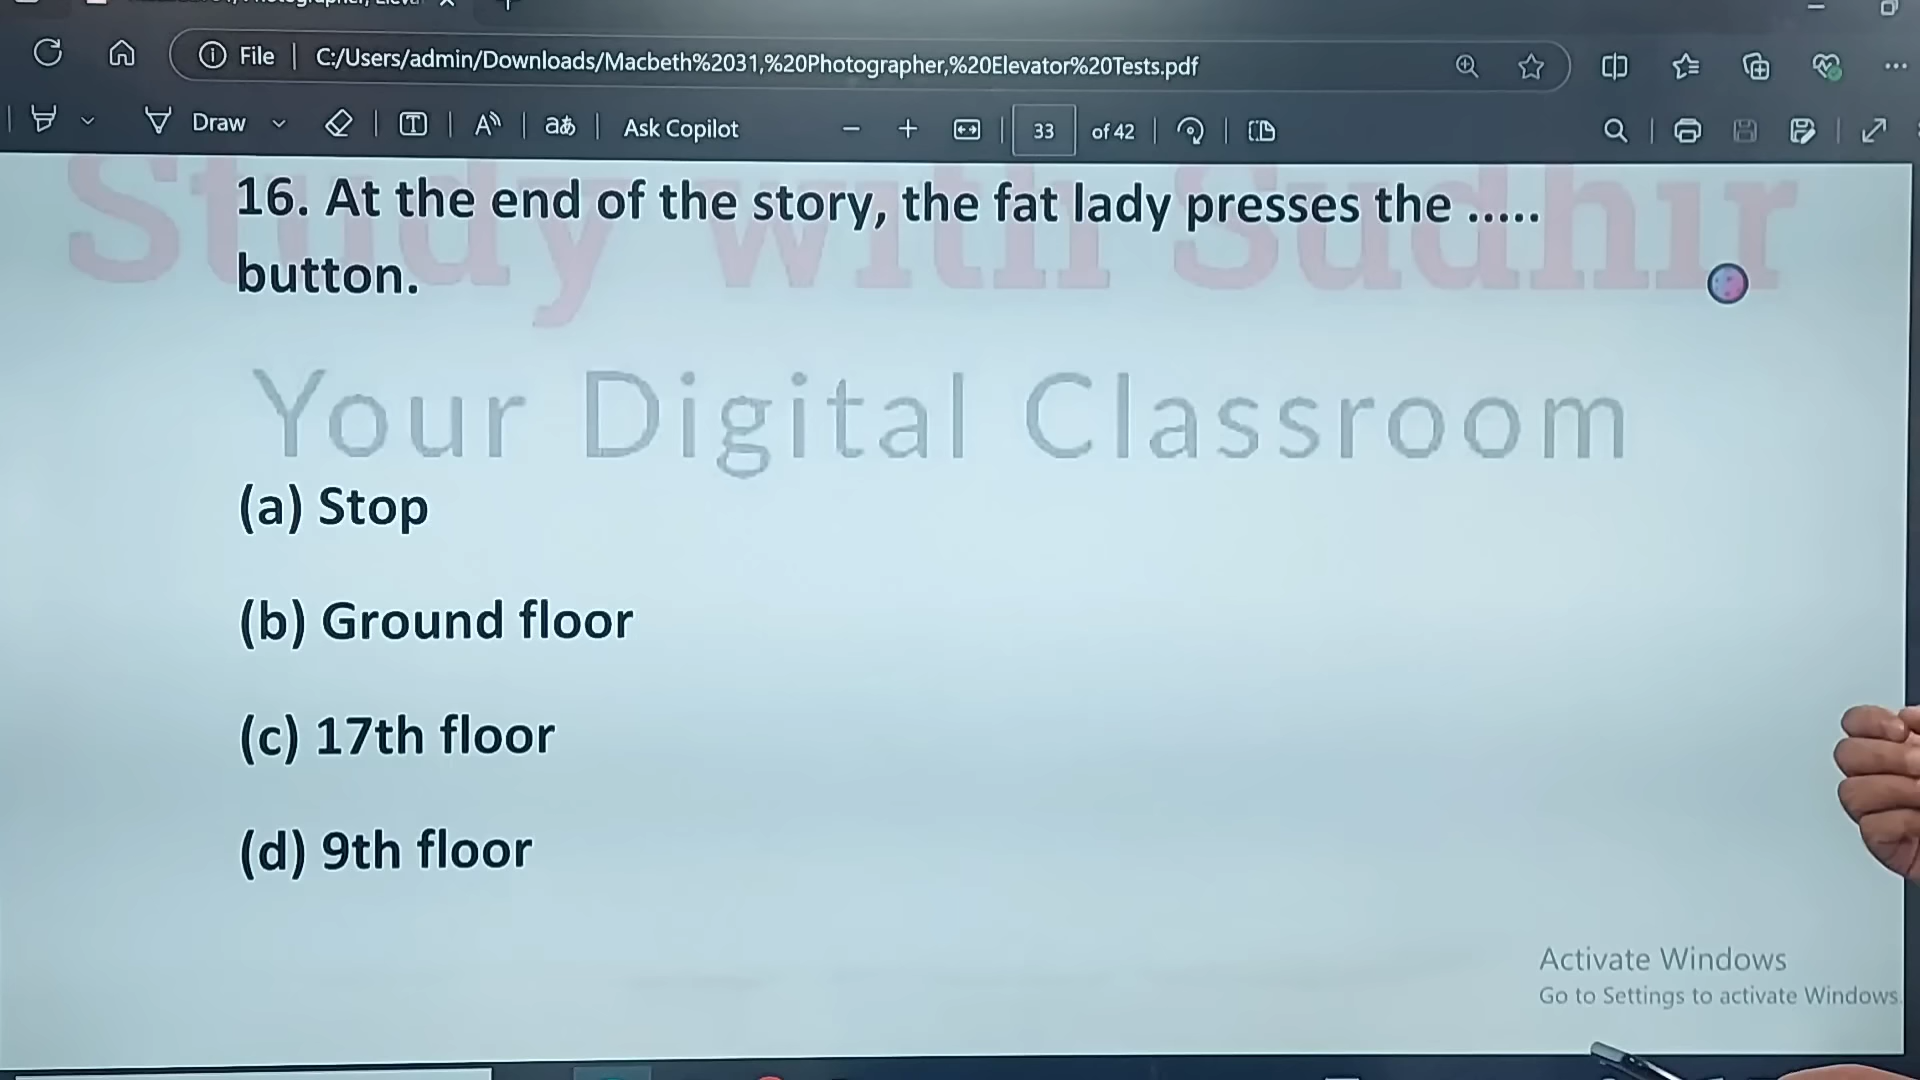 File
C:/Users/admin/Downloads/Macbeth%2031,%20Photographer,%20Elevator%20Tests.pdf
Draw
Ask Copilot
33 of 42
Study with Sudhir
16. At the end of the story, the fat lady presses the .....
button.
Your Digital Classroom
(a) Stop
(b) Ground floor
(c) 17th floor
(d) 9th floor
Activate Windows
Go to Settings to activate Windows.